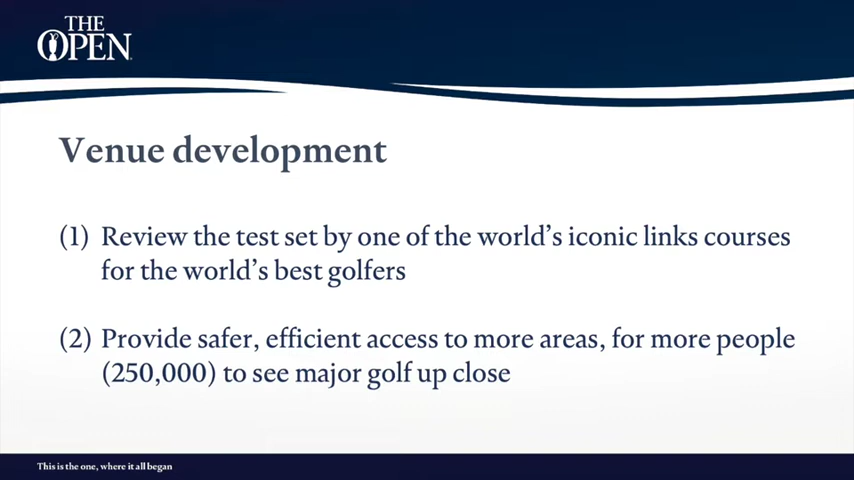 THE
OPEN
Venue development
(1) Review the test set by one of the world's iconic links courses
for the world's best golfers
(2) Provide safer, efficient access to more areas, for more people
(250,000) to see major golf up close
This is the one, where it all began